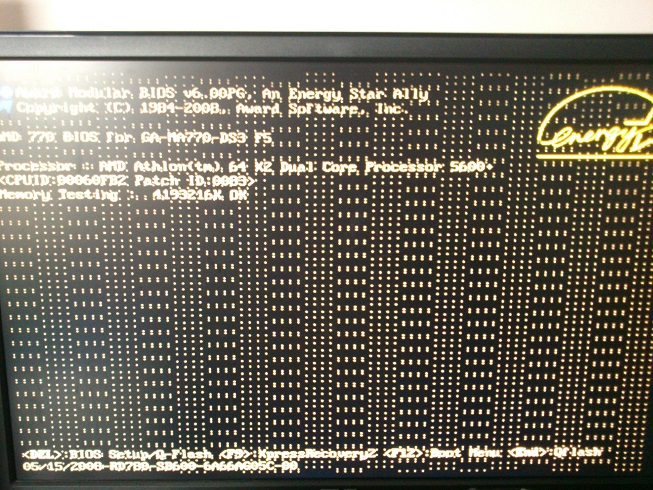 Award Modular BIOS v6.00PG, An Energy Star Ally
Copyright (C) 1984-2008, Award Software, Inc.
energy
AMD 770 BIOS for GA-MA770-DS3 F5
Processor : AMD Athlon(tm) 64 X2 Dual Core Processor 5600+
<CPUID:00060FB2 Patch ID:0083>
Memory Testing : OK
<DEL>:BIOS Setup/Q-Flash <F9>:XpressRecovery2 <F12>:Boot Menu <End>:Qflash
05/15/2008-RD780-SB600-6A66AG05C-00